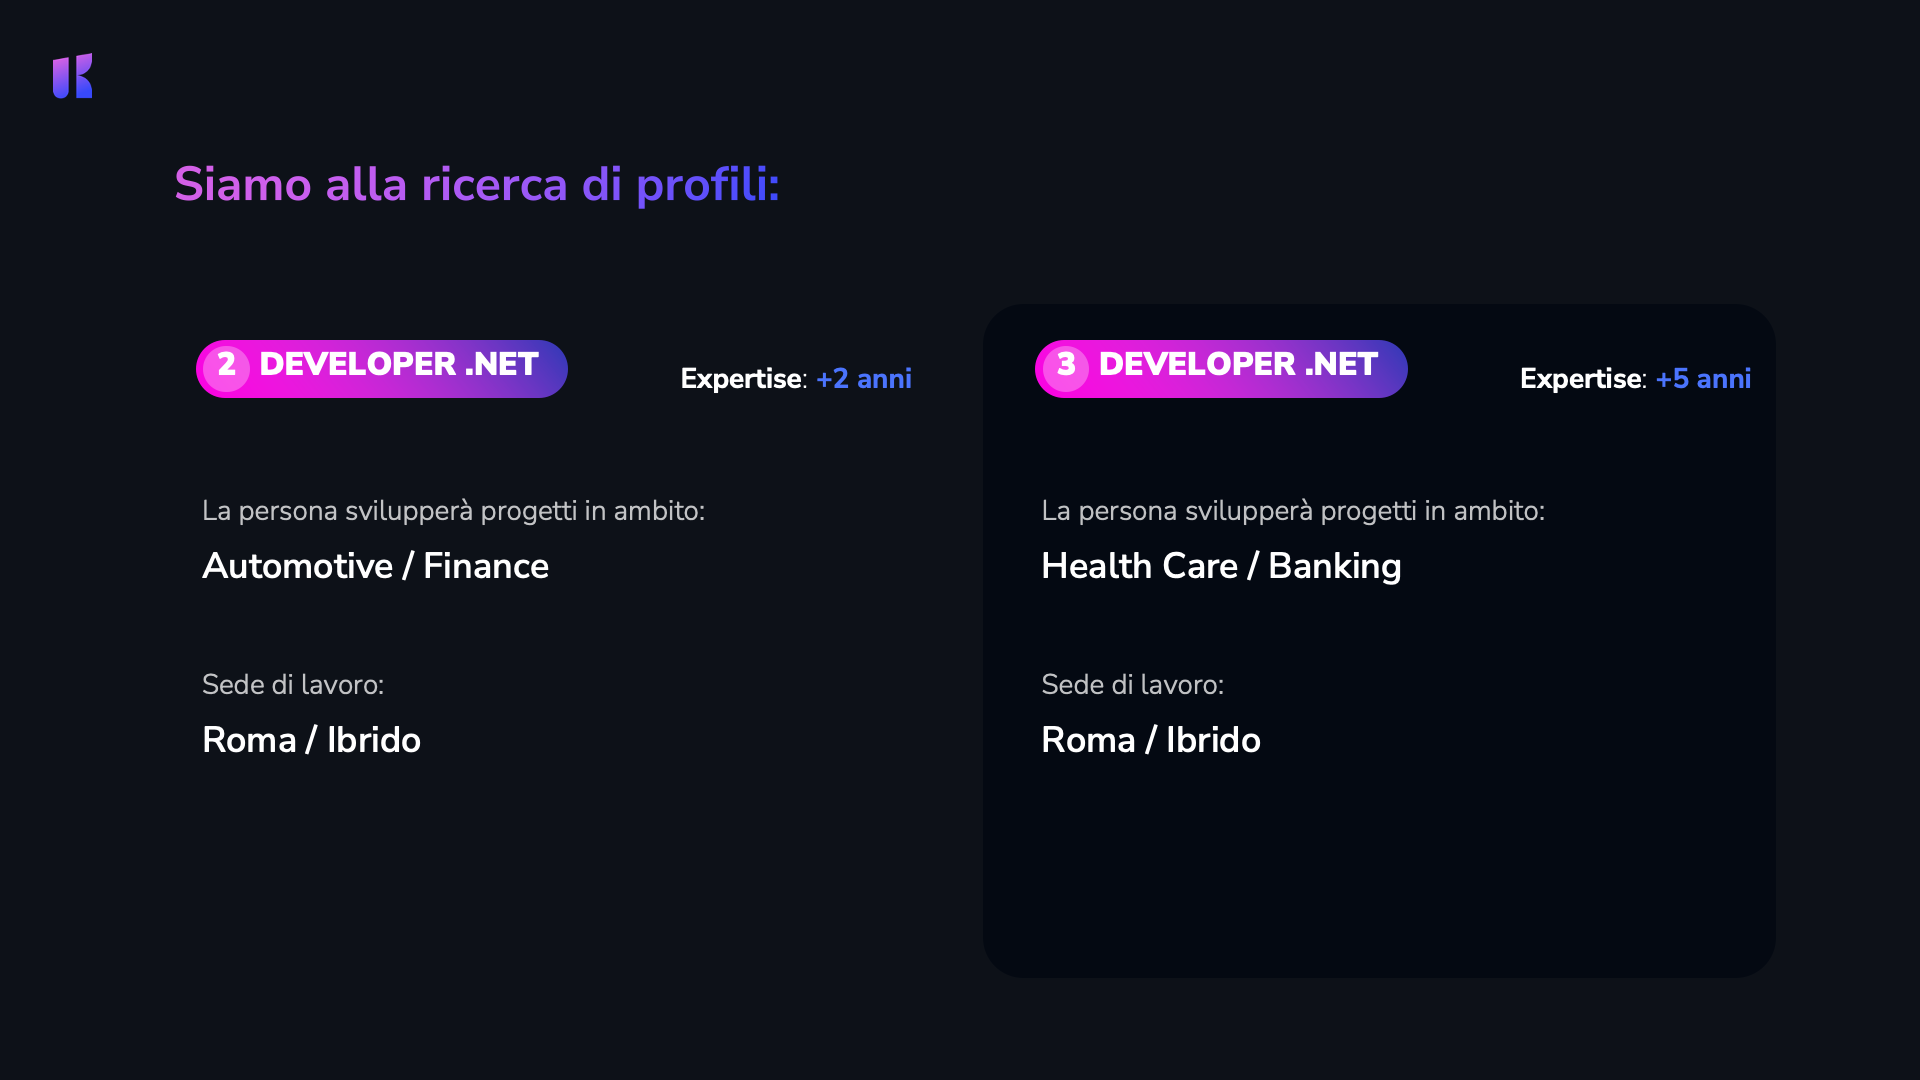 Siamo alla ricerca di profili:
2 DEVELOPER .NET
Expertise: +2 anni
La persona svilupperà progetti in ambito:
Automotive / Finance
Sede di lavoro:
Roma / Ibrido
3 DEVELOPER .NET
Expertise: +5 anni
La persona svilupperà progetti in ambito:
Health Care / Banking
Sede di lavoro:
Roma / Ibrido